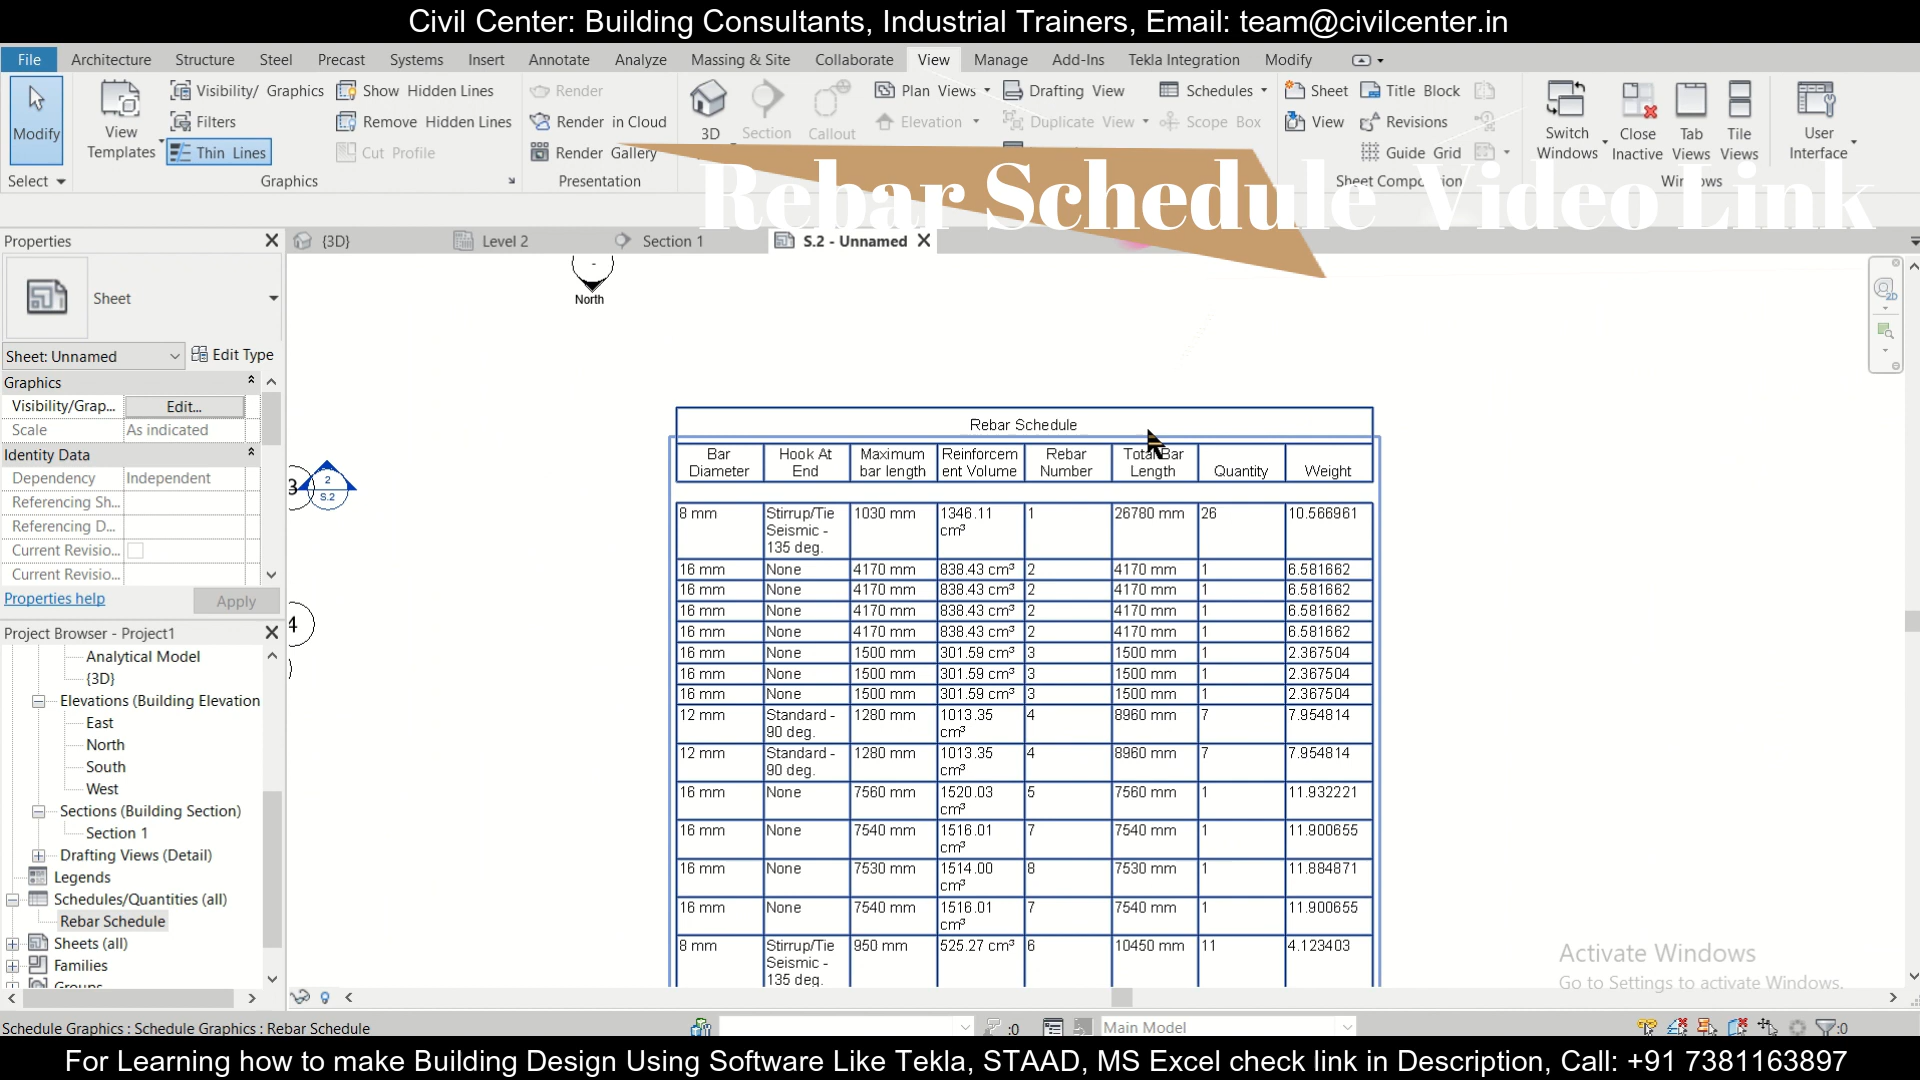 Civil Center: Building Consultants, Industrial Trainers, Email: team@civilcenter.in
File Architecture Structure Steel Precast Systems Insert Annotate Analyze Massing & Site Collaborate View Manage Add-Ins Tekla Integration Modify
Modify
View Templates
Visibility/ Graphics
Filters
Thin Lines
Show Hidden Lines
Remove Hidden Lines
Cut Profile
Render
Render in Cloud
Render Gallery
3D
Section
Callout
Plan Views
Elevation
Drafting View
Duplicate View
Schedules
Scope Box
Sheet
View
Title Block
Revisions
Guide Grid
Switch Windows
Close Inactive
Tab Views
Tile Views
User Interface
Select Graphics Presentation Sheet Composition Windows
Rebar Schedule Video Link
Properties
{3D} Level 2 Section 1 S.2 - Unnamed
Sheet
Sheet: Unnamed Edit Type
Graphics
Visibility/Grap... Edit...
Scale As indicated
Identity Data
Dependency Independent
Referencing Sh...
Referencing D...
Current Revisio...
Current Revisio...
Properties help Apply
Project Browser - Project1
Analytical Model
{3D}
Elevations (Building Elevation
East
North
South
West
Sections (Building Section)
Section 1
Drafting Views (Detail)
Legends
Schedules/Quantities (all)
Rebar Schedule
Sheets (all)
Families
Groups
-
North
3
2
S.2
4
Rebar Schedule
Bar Diameter Hook At End Maximum bar length Reinforcem ent Volume Rebar Number Total Bar Length Quantity Weight
8 mm Stirrup/Tie Seismic - 135 deg. 1030 mm 1346.11 cm³ 1 26780 mm 26 10.566961
16 mm None 4170 mm 838.43 cm³ 2 4170 mm 1 6.581662
16 mm None 4170 mm 838.43 cm³ 2 4170 mm 1 6.581662
16 mm None 4170 mm 838.43 cm³ 2 4170 mm 1 6.581662
16 mm None 4170 mm 838.43 cm³ 2 4170 mm 1 6.581662
16 mm None 1500 mm 301.59 cm³ 3 1500 mm 1 2.367504
16 mm None 1500 mm 301.59 cm³ 3 1500 mm 1 2.367504
16 mm None 1500 mm 301.59 cm³ 3 1500 mm 1 2.367504
12 mm Standard - 90 deg. 1280 mm 1013.35 cm³ 4 8960 mm 7 7.954814
12 mm Standard - 90 deg. 1280 mm 1013.35 cm³ 4 8960 mm 7 7.954814
16 mm None 7560 mm 1520.03 cm³ 5 7560 mm 1 11.932221
16 mm None 7540 mm 1516.01 cm³ 7 7540 mm 1 11.900655
16 mm None 7530 mm 1514.00 cm³ 8 7530 mm 1 11.884871
16 mm None 7540 mm 1516.01 cm³ 7 7540 mm 1 11.900655
8 mm Stirrup/Tie Seismic - 135 deg. 950 mm 525.27 cm³ 6 10450 mm 11 4.123403
Activate Windows
Go to Settings to activate Windows.
Schedule Graphics : Schedule Graphics : Rebar Schedule :0 Main Model :0
For Learning how to make Building Design Using Software Like Tekla, STAAD, MS Excel check link in Description, Call: +91 7381163897